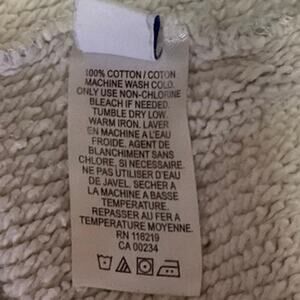 100% COTTON / COTON
MACHINE WASH COLD.
ONLY USE NON-CHLORINE
BLEACH IF NEEDED.
TUMBLE DRY LOW.
WARM IRON. LAVER
EN MACHINE A L'EAU
FROIDE. AGENT DE
BLANCHIMENT SANS
CHLORE, SI NECESSAIRE.
NE PAS UTILISER D'EAU
DE JAVEL. SECHER A
LA MACHINE A BASSE
TEMPERATURE.
REPASSER AU FER A
TEMPERATURE MOYENNE.
RN 118219
CA 00234